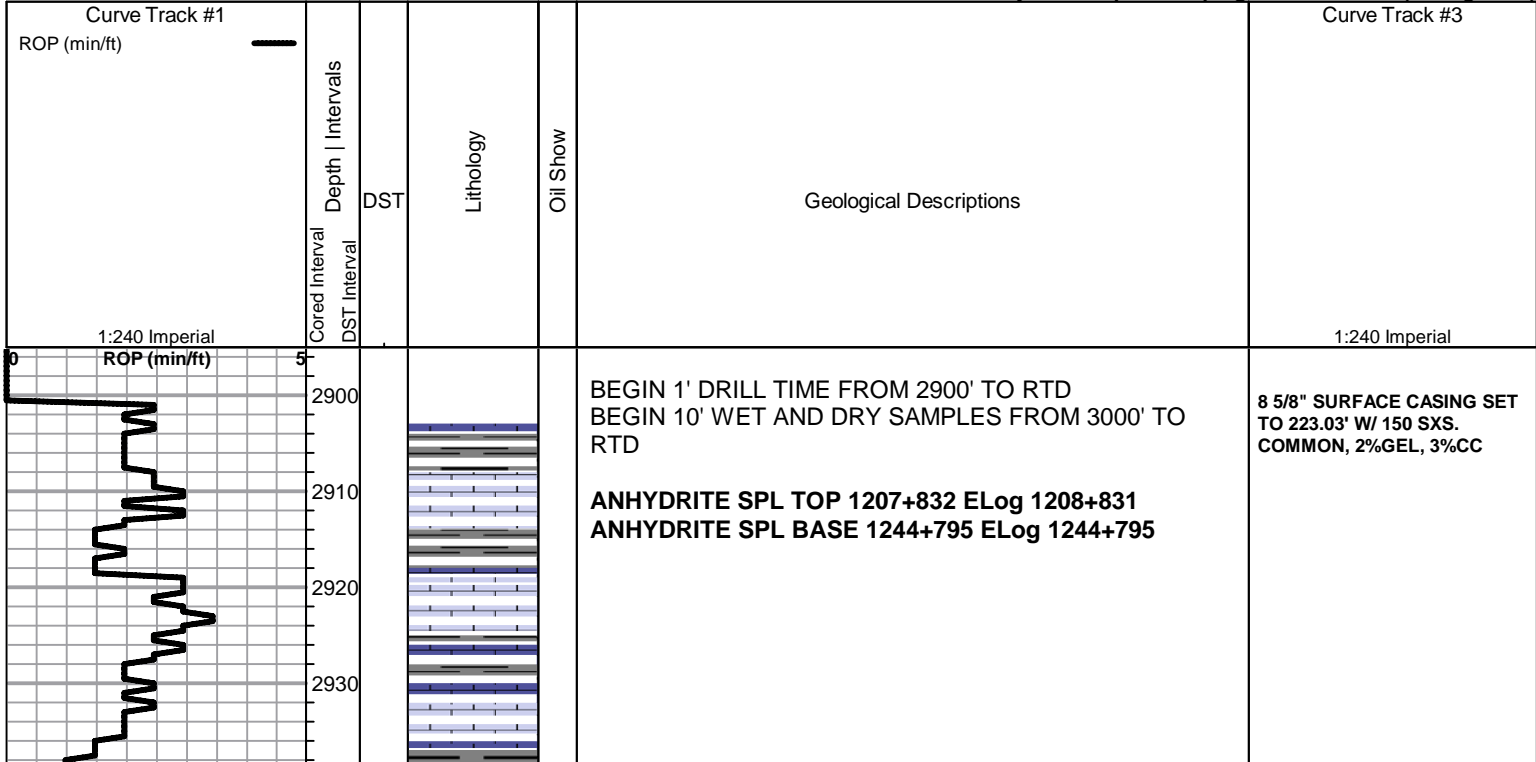 Curve Track #1
ROP (min/ft)
1:240 Imperial
Depth | Intervals
Cored Interval
DST Interval
DST
Lithology
Oil Show
Geological Descriptions
Curve Track #3
1:240 Imperial
0 ROP (min/ft) 5
2900
2910
2920
2930
BEGIN 1' DRILL TIME FROM 2900' TO RTD
BEGIN 10' WET AND DRY SAMPLES FROM 3000' TO
RTD
ANHYDRITE SPL TOP 1207+832 ELog 1208+831
ANHYDRITE SPL BASE 1244+795 ELog 1244+795
8 5/8" SURFACE CASING SET
TO 223.03' W/ 150 SXS.
COMMON, 2%GEL, 3%CC